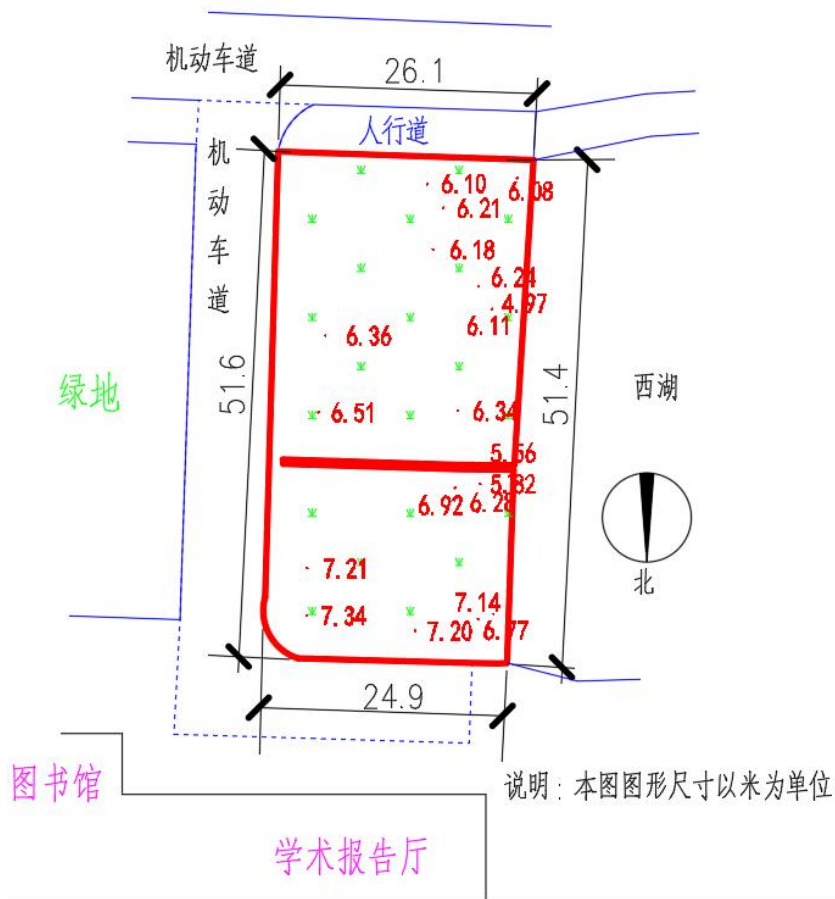 机动车道
26.1
人行道
机动车道
6.10
6.08
6.21
6.18
6.24
4.97
6.11
6.36
51.6
51.4
西湖
绿地
6.51
6.34
5.56
5.82
6.92
6.28
北
7.21
7.14
7.34
7.20
6.77
24.9
图书馆
说明：本图图形尺寸以米为单位
学术报告厅